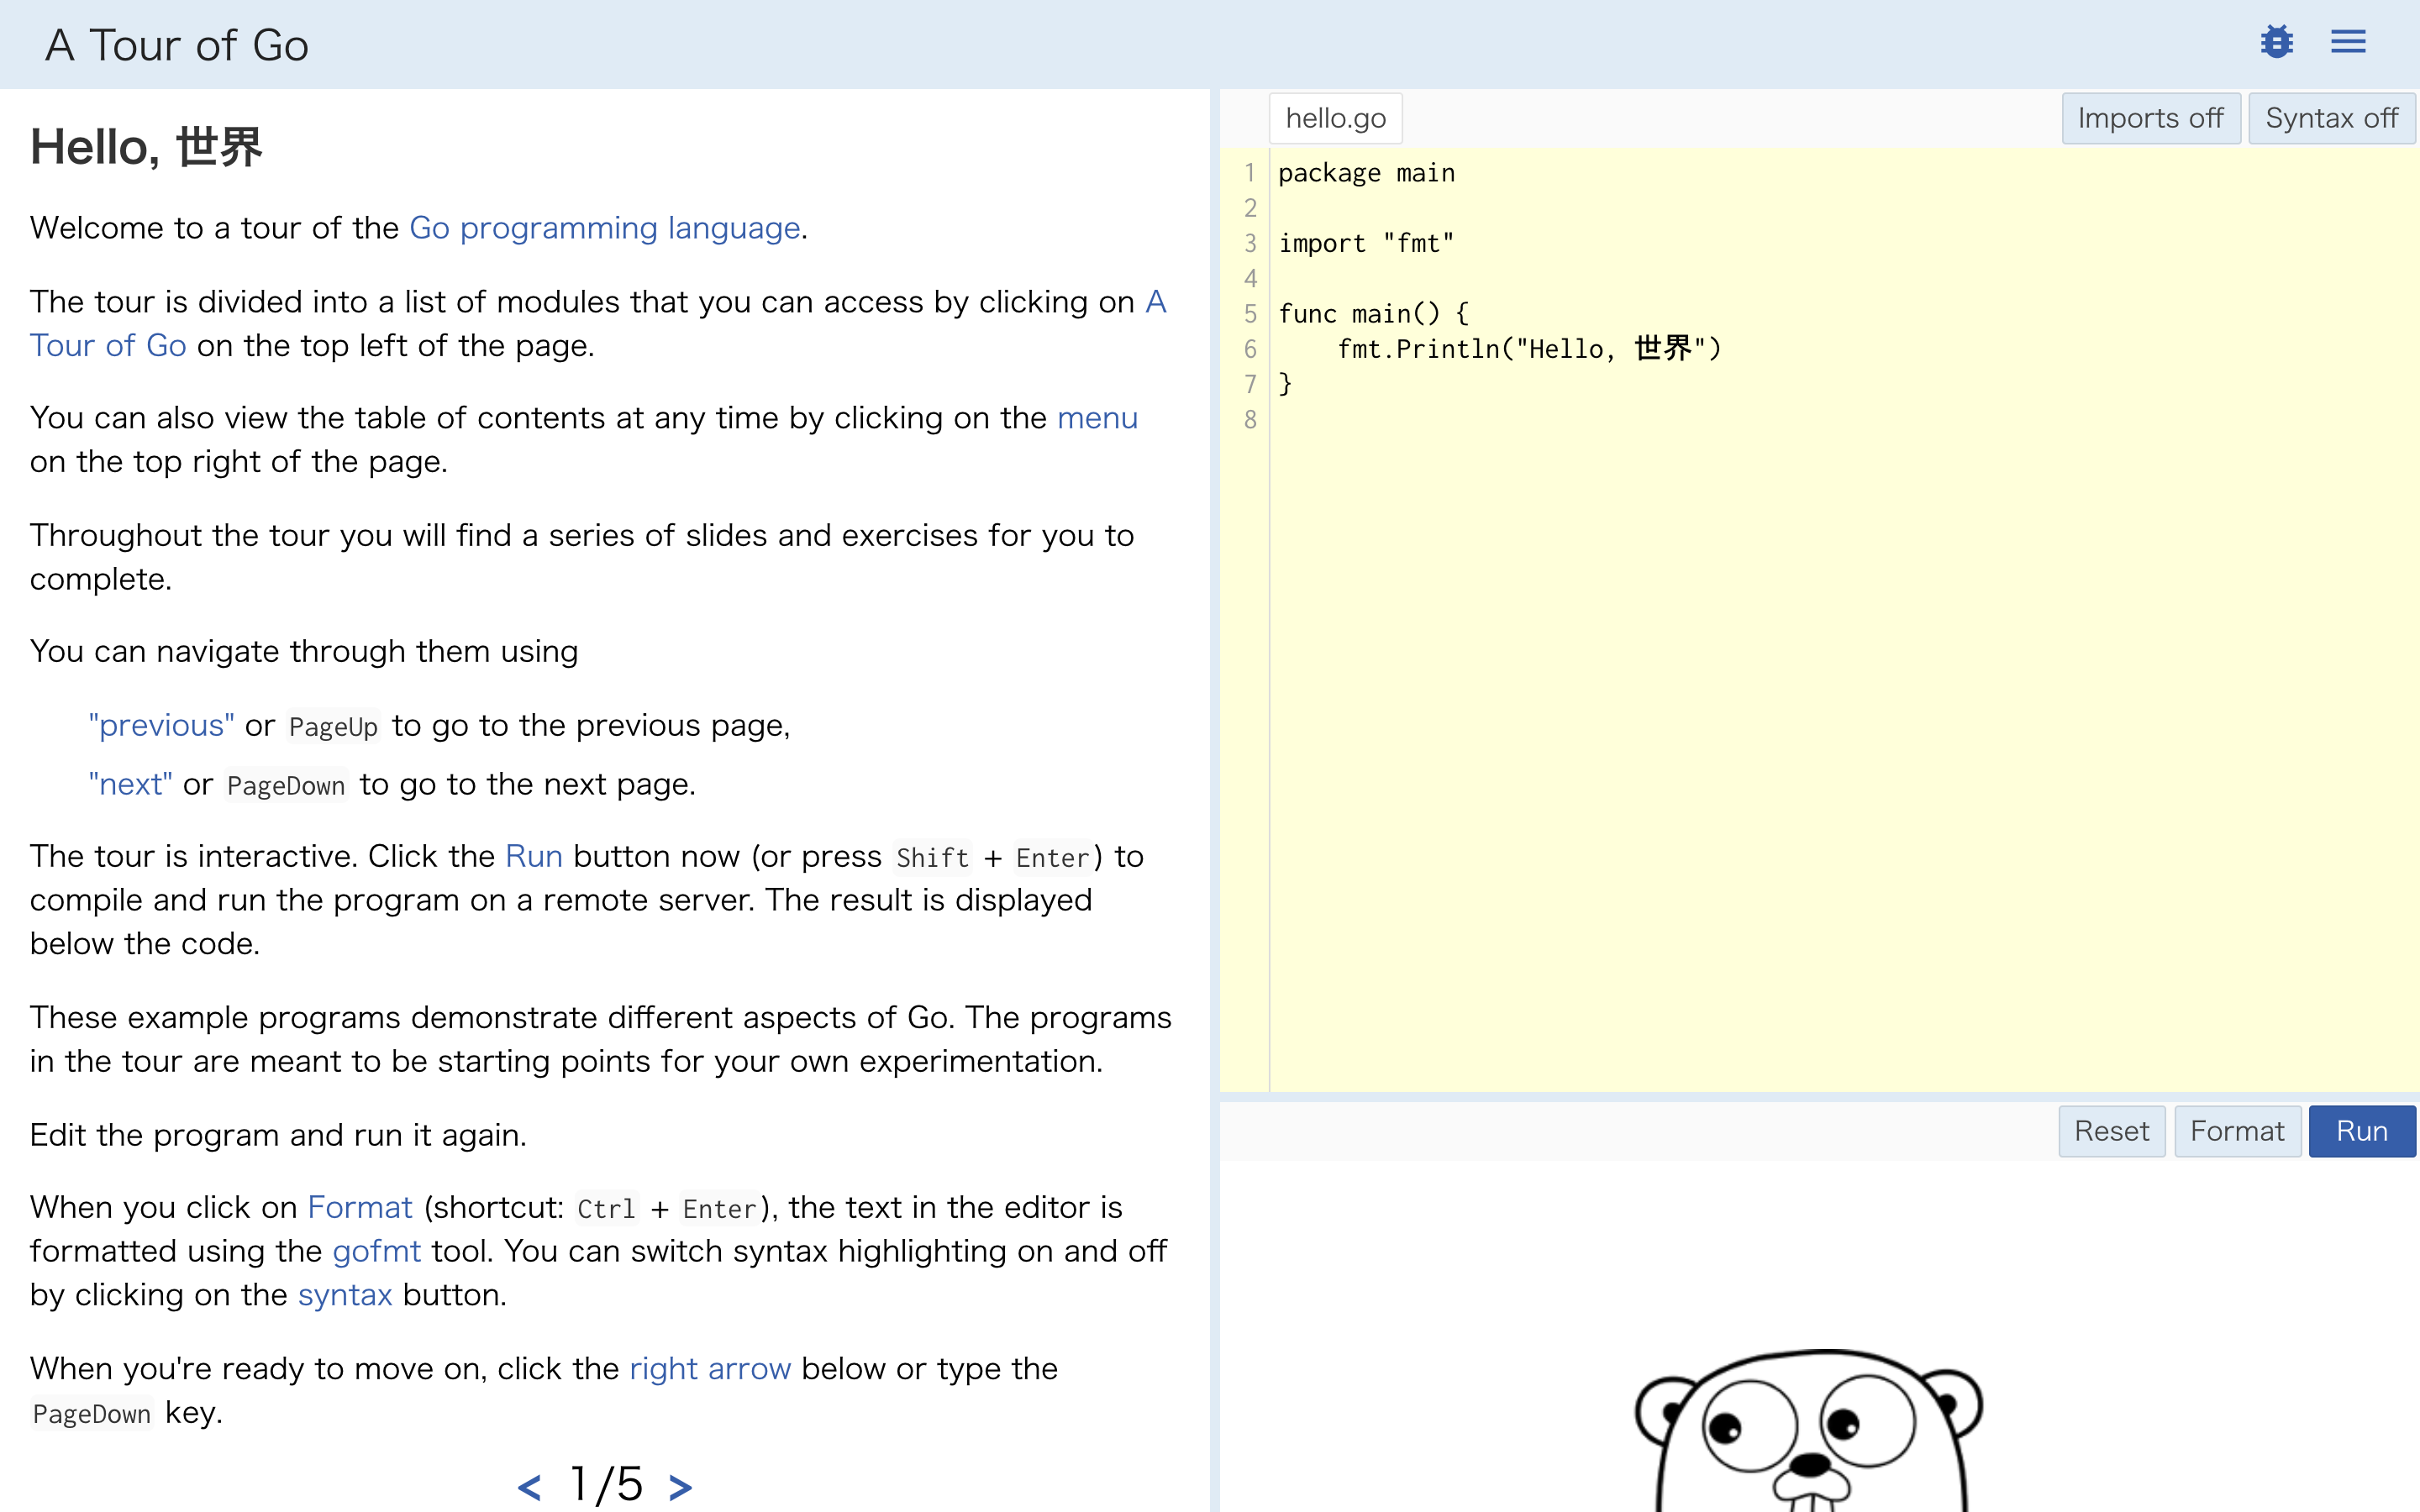 A Tour of Go
Hello, 世界
Welcome to a tour of the Go programming language.
The tour is divided into a list of modules that you can access by clicking on A
Tour of Go on the top left of the page.
You can also view the table of contents at any time by clicking on the menu
on the top right of the page.
Throughout the tour you will find a series of slides and exercises for you to
complete.
You can navigate through them using
"previous" or PageUp to go to the previous page,
"next" or PageDown to go to the next page.
The tour is interactive. Click the Run button now (or press Shift + Enter) to
compile and run the program on a remote server. The result is displayed
below the code.
These example programs demonstrate different aspects of Go. The programs
in the tour are meant to be starting points for your own experimentation.
Edit the program and run it again.
When you click on Format (shortcut: Ctrl + Enter), the text in the editor is
formatted using the gofmt tool. You can switch syntax highlighting on and off
by clicking on the syntax button.
When you're ready to move on, click the right arrow below or type the
PageDown key.
< 1/5 >
hello.go Imports off Syntax off
1 package main
2
3 import "fmt"
4
5 func main() {
6     fmt.Println("Hello, 世界")
7 }
8
Reset Format Run